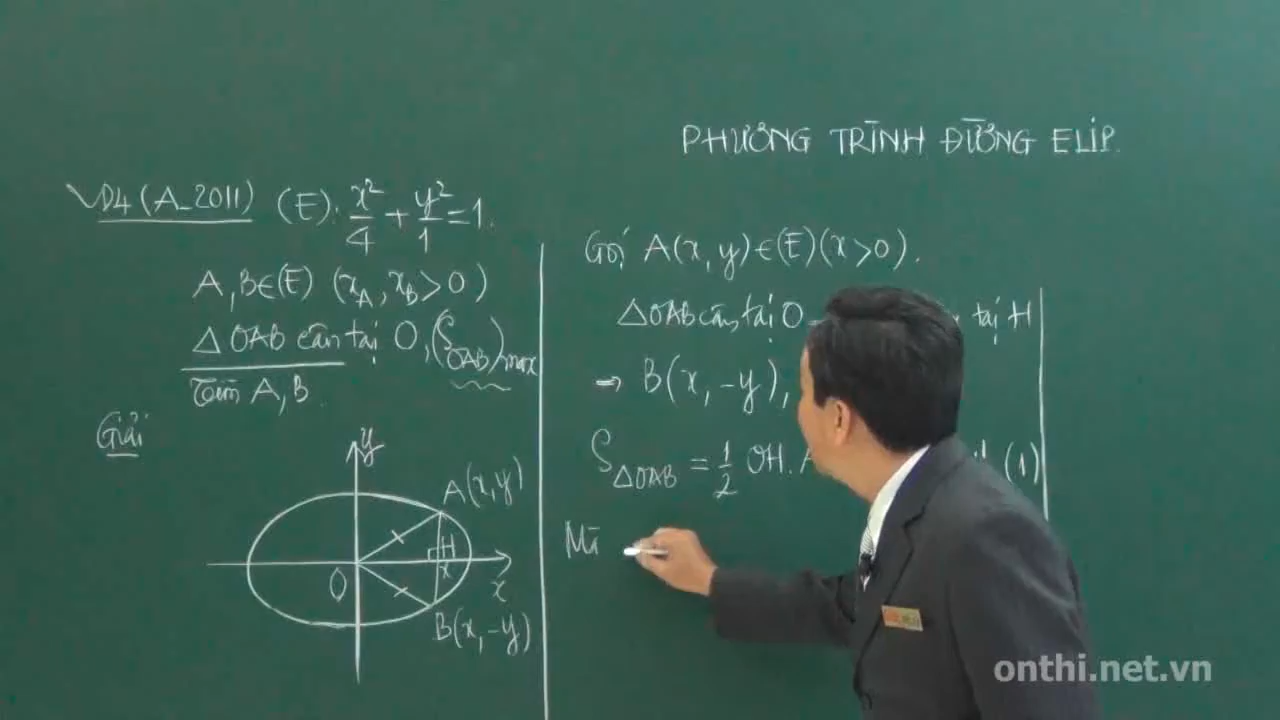 PHƯƠNG TRÌNH ĐƯỜNG ELIP.
VD4 (A_2011) (E): x²/4 + y²/1 = 1.
A, B ∈ (E) (x_A, x_B > 0)
ΔOAB cân tại O, (S_OAB)max
Tìm A, B.
Giải
y
A(x, y)
H
O
x
x
B(x, -y)
Gọi A(x, y) ∈ (E) (x > 0).
ΔOAB cân tại O tại H
⇒ B(x, -y),
S_ΔOAB = 1/2 OH. (1)
Mà
onthi.net.vn